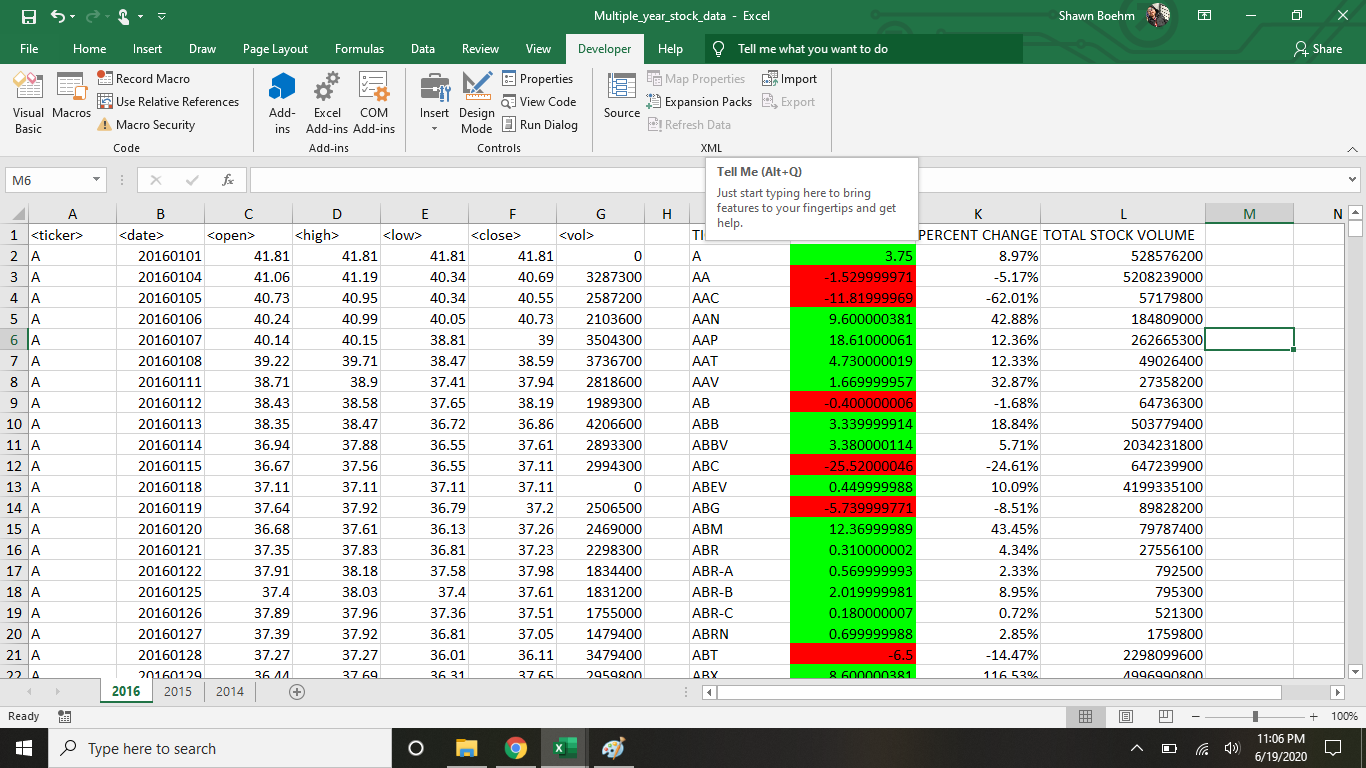 Multiple_year_stock_data - Excel
Shawn Boehm
File Home Insert Draw Page Layout Formulas Data Review View Developer Help Tell me what you want to do Share
Visual Basic
Macros
Record Macro
Use Relative References
Macro Security
Code
Add-ins
Excel Add-ins
COM Add-ins
Add-ins
Insert
Design Mode
Properties
View Code
Run Dialog
Controls
Source
Map Properties
Expansion Packs
Refresh Data
Import
Export
XML
M6
fx
Tell Me (Alt+Q)
Just start typing here to bring
features to your fingertips and get
help.
A B C D E F G H K L M N
1 <ticker> <date> <open> <high> <low> <close> <vol> PERCENT CHANGE TOTAL STOCK VOLUME
2 A 20160101 41.81 41.81 41.81 41.81 0 A 3.75 8.97% 528576200
3 A 20160104 41.06 41.19 40.34 40.69 3287300 AA -1.529999971 -5.17% 5208239000
4 A 20160105 40.73 40.95 40.34 40.55 2587200 AAC -11.81999969 -62.01% 57179800
5 A 20160106 40.24 40.99 40.05 40.73 2103600 AAN 9.600000381 42.88% 184809000
6 A 20160107 40.14 40.15 38.81 39 3504300 AAP 18.61000061 12.36% 262665300
7 A 20160108 39.22 39.71 38.47 38.59 3736700 AAT 4.730000019 12.33% 49026400
8 A 20160111 38.71 38.9 37.41 37.94 2818600 AAV 1.669999957 32.87% 27358200
9 A 20160112 38.43 38.58 37.65 38.19 1989300 AB -0.400000006 -1.68% 64736300
10 A 20160113 38.35 38.47 36.72 36.86 4206600 ABB 3.339999914 18.84% 503779400
11 A 20160114 36.94 37.88 36.55 37.61 2893300 ABBV 3.380000114 5.71% 2034231800
12 A 20160115 36.67 37.56 36.55 37.11 2994300 ABC -25.52000046 -24.61% 647239900
13 A 20160118 37.11 37.11 37.11 37.11 0 ABEV 0.449999988 10.09% 4199335100
14 A 20160119 37.64 37.92 36.79 37.2 2506500 ABG -5.739999771 -8.51% 89828200
15 A 20160120 36.68 37.61 36.13 37.26 2469000 ABM 12.36999989 43.45% 79787400
16 A 20160121 37.35 37.83 36.81 37.23 2298300 ABR 0.310000002 4.34% 27556100
17 A 20160122 37.91 38.18 37.58 37.98 1834400 ABR-A 0.569999993 2.33% 792500
18 A 20160125 37.4 38.03 37.4 37.61 1831200 ABR-B 2.019999981 8.95% 795300
19 A 20160126 37.89 37.96 37.36 37.51 1755000 ABR-C 0.180000007 0.72% 521300
20 A 20160127 37.39 37.92 36.81 37.05 1479400 ABRN 0.699999988 2.85% 1759800
21 A 20160128 37.27 37.27 36.01 36.11 3479400 ABT -6.5 -14.47% 2298099600
22 A 20160129 36.44 37.69 36.31 37.65 2959800 ABX 8.600000381 116.53% 4996990800
2016 2015 2014
Ready
100%
Type here to search
11:06 PM
6/19/2020